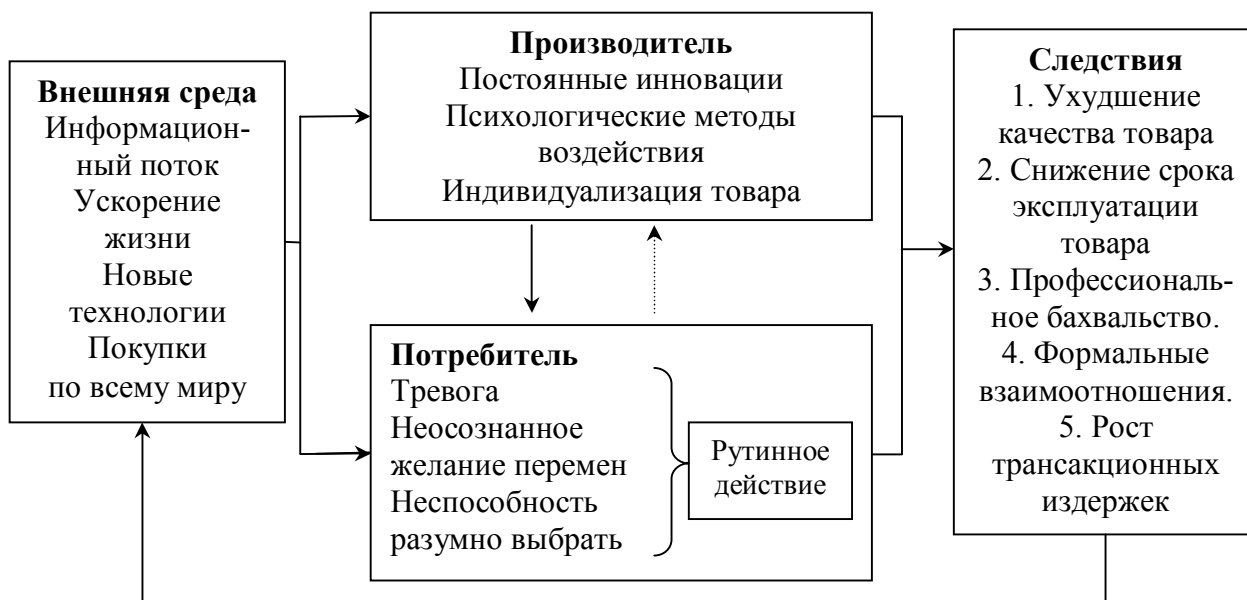 Внешняя среда
Информацион-
ный поток
Ускорение
жизни
Новые
технологии
Покупки
по всему миру
Производитель
Постоянные инновации
Психологические методы
воздействия
Индивидуализация товара
Потребитель
Тревога
Неосознанное
желание перемен
Неспособность
разумно выбрать
Рутинное
действие
Следствия
1. Ухудшение
качества товара
2. Снижение срока
эксплуатации
товара
3. Профессиональ-
ное бахвальство.
4. Формальные
взаимоотношения.
5. Рост
трансакционных
издержек